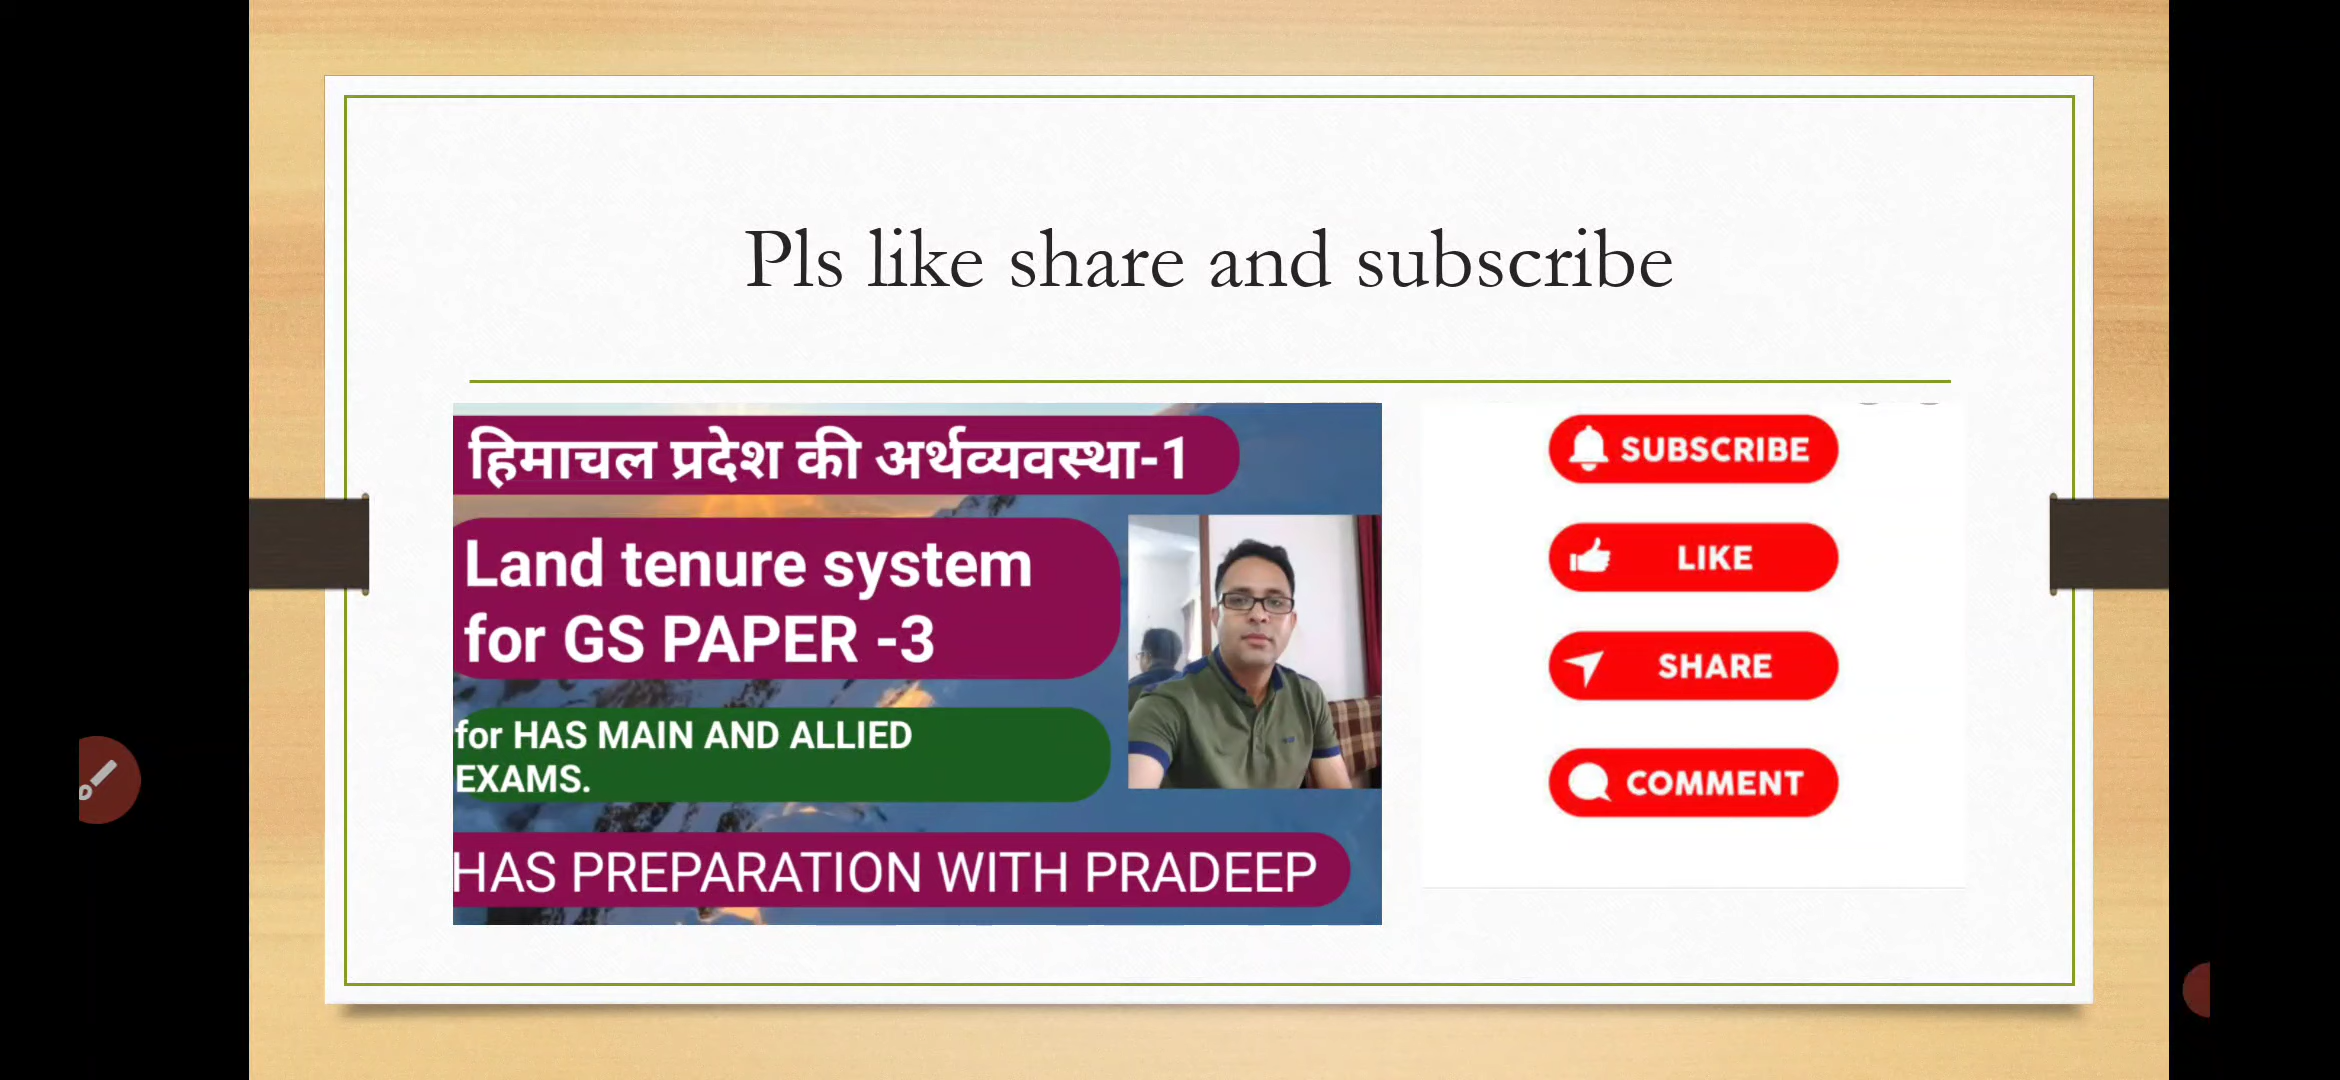 Pls like share and subscribe
हिमाचल प्रदेश की अर्थव्यवस्था-1
Land tenure system
for GS PAPER -3
for HAS MAIN AND ALLIED
EXAMS.
HAS PREPARATION WITH PRADEEP
SUBSCRIBE
LIKE
SHARE
COMMENT